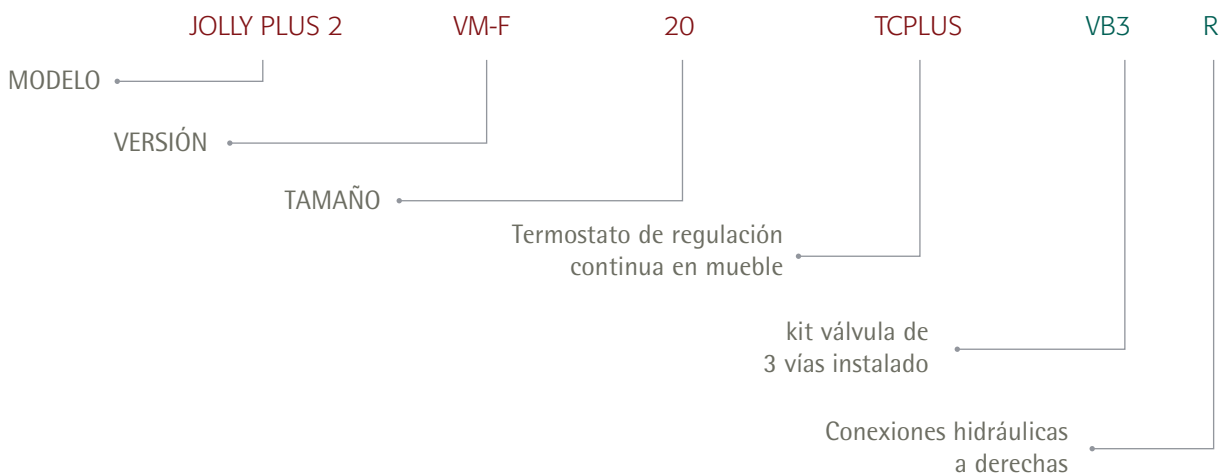 JOLLY PLUS 2 VM-F 20 TCPLUS VB3 R
MODELO
VERSIÓN
TAMAÑO
Termostato de regulación
continua en mueble
kit válvula de
3 vías instalado
Conexiones hidráulicas
a derechas